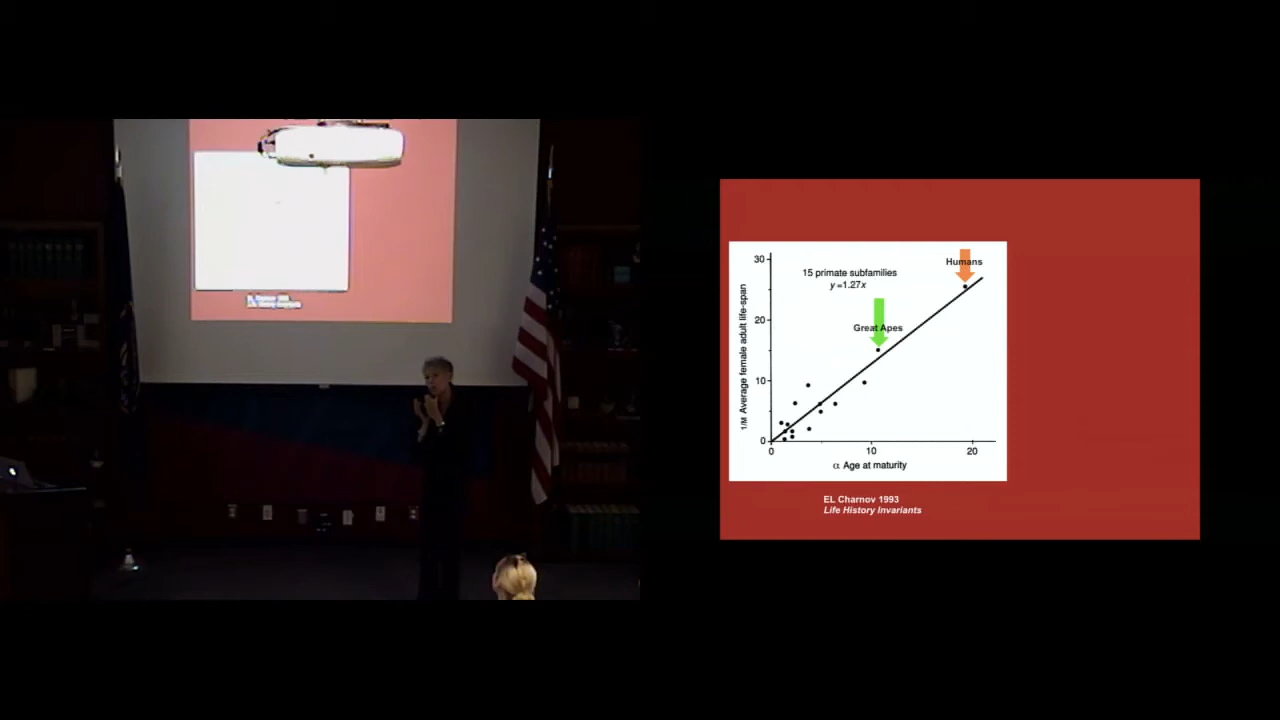 30
20
10
0
0
10
20
1/M Average female adult life-span
α Age at maturity
15 primate subfamilies
y =1.27x
Humans
Great Apes
EL Charnov 1993
Life History Invariants